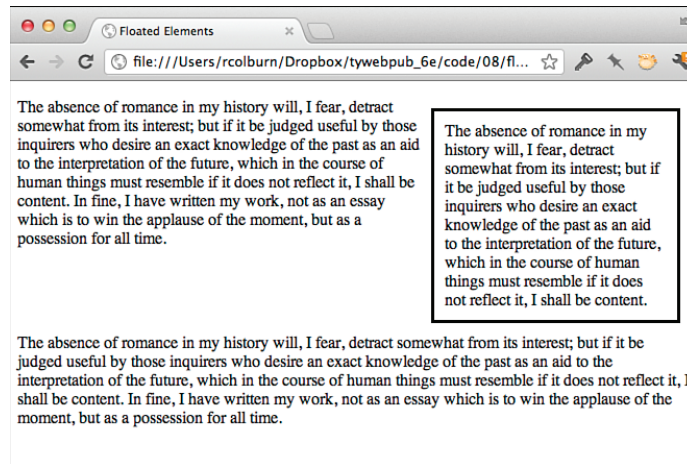 Floated Elements
file:///Users/rcolburn/Dropbox/tywebpub_6e/code/08/fl...
The absence of romance in my history will, I fear, detract
somewhat from its interest; but if it be judged useful by those
inquirers who desire an exact knowledge of the past as an aid
to the interpretation of the future, which in the course of
human things must resemble if it does not reflect it, I shall be
content. In fine, I have written my work, not as an essay
which is to win the applause of the moment, but as a
possession for all time.
The absence of romance in my
history will, I fear, detract
somewhat from its interest; but if
it be judged useful by those
inquirers who desire an exact
knowledge of the past as an aid
to the interpretation of the future,
which in the course of human
things must resemble if it does
not reflect it, I shall be content.
The absence of romance in my history will, I fear, detract somewhat from its interest; but if it be
judged useful by those inquirers who desire an exact knowledge of the past as an aid to the
interpretation of the future, which in the course of human things must resemble if it does not reflect it, I
shall be content. In fine, I have written my work, not as an essay which is to win the applause of the
moment, but as a possession for all time.